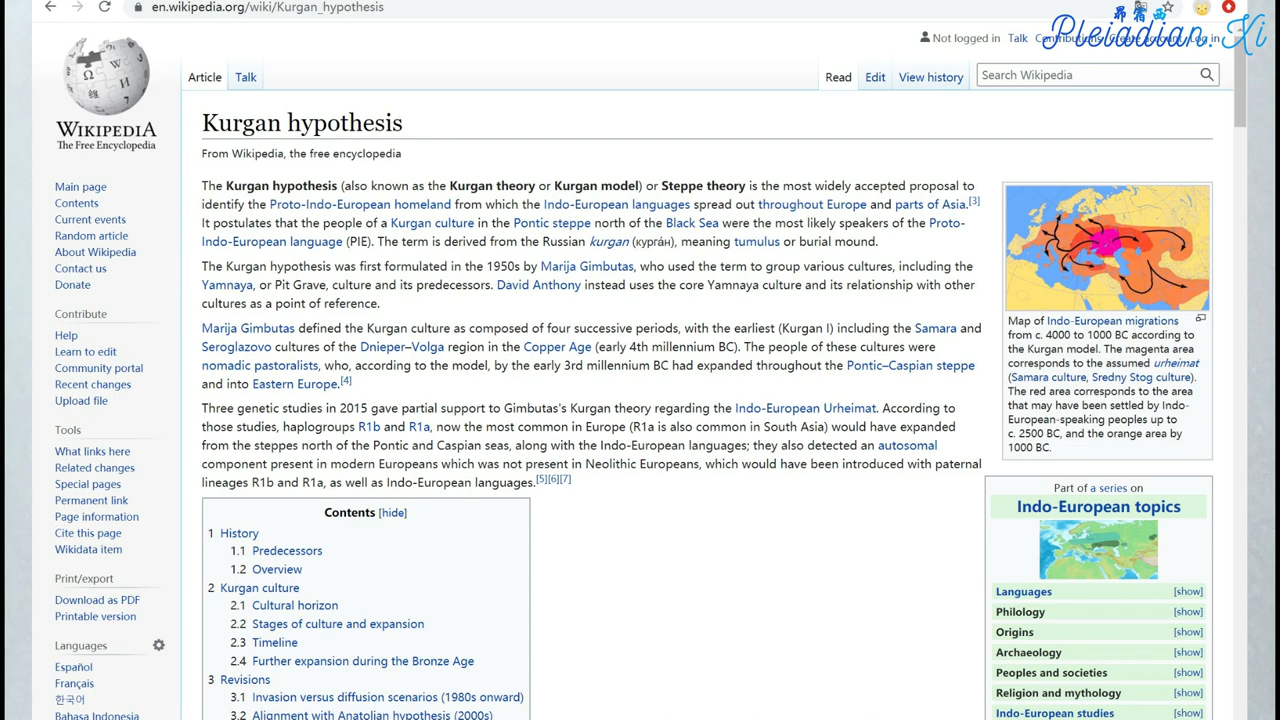 en.wikipedia.org/wiki/Kurgan_hypothesis
昴宿西
Pleiadian.Xi
Not logged in Talk Contributions Create account Log in
Article Talk Read Edit View history Search Wikipedia
WIKIPEDIA
The Free Encyclopedia
Main page
Contents
Current events
Random article
About Wikipedia
Contact us
Donate
Contribute
Help
Learn to edit
Community portal
Recent changes
Upload file
Tools
What links here
Related changes
Special pages
Permanent link
Page information
Cite this page
Wikidata item
Print/export
Download as PDF
Printable version
Languages
Español
Français
한국어
Bahasa Indonesia
Kurgan hypothesis
From Wikipedia, the free encyclopedia
The Kurgan hypothesis (also known as the Kurgan theory or Kurgan model) or Steppe theory is the most widely accepted proposal to
identify the Proto-Indo-European homeland from which the Indo-European languages spread out throughout Europe and parts of Asia.[3]
It postulates that the people of a Kurgan culture in the Pontic steppe north of the Black Sea were the most likely speakers of the Proto-
Indo-European language (PIE). The term is derived from the Russian kurgan (курга́н), meaning tumulus or burial mound.
The Kurgan hypothesis was first formulated in the 1950s by Marija Gimbutas, who used the term to group various cultures, including the
Yamnaya, or Pit Grave, culture and its predecessors. David Anthony instead uses the core Yamnaya culture and its relationship with other
cultures as a point of reference.
Marija Gimbutas defined the Kurgan culture as composed of four successive periods, with the earliest (Kurgan I) including the Samara and
Seroglazovo cultures of the Dnieper–Volga region in the Copper Age (early 4th millennium BC). The people of these cultures were
nomadic pastoralists, who, according to the model, by the early 3rd millennium BC had expanded throughout the Pontic–Caspian steppe
and into Eastern Europe.[4]
Three genetic studies in 2015 gave partial support to Gimbutas's Kurgan theory regarding the Indo-European Urheimat. According to
those studies, haplogroups R1b and R1a, now the most common in Europe (R1a is also common in South Asia) would have expanded
from the steppes north of the Pontic and Caspian seas, along with the Indo-European languages; they also detected an autosomal
component present in modern Europeans which was not present in Neolithic Europeans, which would have been introduced with paternal
lineages R1b and R1a, as well as Indo-European languages.[5][6][7]
Contents [hide]
1 History
1.1 Predecessors
1.2 Overview
2 Kurgan culture
2.1 Cultural horizon
2.2 Stages of culture and expansion
2.3 Timeline
2.4 Further expansion during the Bronze Age
3 Revisions
3.1 Invasion versus diffusion scenarios (1980s onward)
3.2 Alignment with Anatolian hypothesis (2000s)
Map of Indo-European migrations
from c. 4000 to 1000 BC according to
the Kurgan model. The magenta area
corresponds to the assumed urheimat
(Samara culture, Sredny Stog culture).
The red area corresponds to the area
that may have been settled by Indo-
European-speaking peoples up to
c. 2500 BC, and the orange area by
1000 BC.
Part of a series on
Indo-European topics
Languages [show]
Philology [show]
Origins [show]
Archaeology [show]
Peoples and societies [show]
Religion and mythology [show]
Indo-European studies [show]